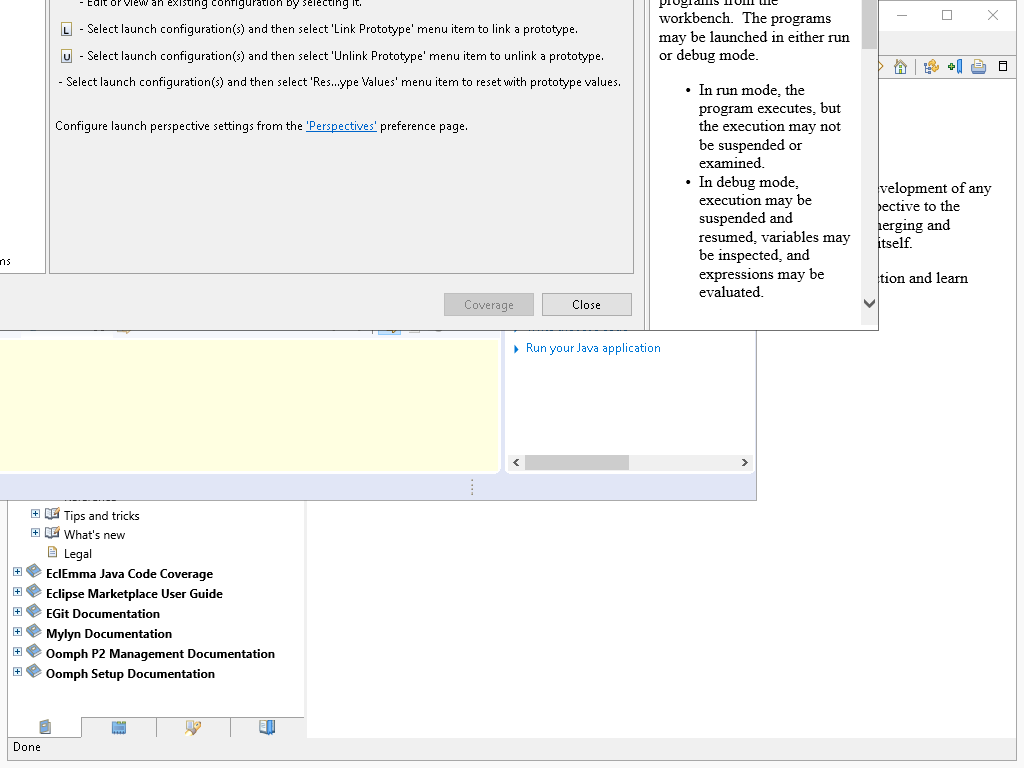 - Edit or view an existing configuration by selecting it.
L - Select launch configuration(s) and then select 'Link Prototype' menu item to link a prototype.
U - Select launch configuration(s) and then select 'Unlink Prototype' menu item to unlink a prototype.
- Select launch configuration(s) and then select 'Res...ype Values' menu item to reset with prototype values.
Configure launch perspective settings from the 'Perspectives' preference page.
ms
Coverage
Close
programs from the
workbench. The programs
may be launched in either run
or debug mode.
• In run mode, the
program executes, but
the execution may not
be suspended or
examined.
• In debug mode,
execution may be
suspended and
resumed, variables may
be inspected, and
expressions may be
evaluated.
evelopment of any
pective to the
nerging and
itself.
ction and learn
Run your Java application
Reference
Tips and tricks
What's new
Legal
EclEmma Java Code Coverage
Eclipse Marketplace User Guide
EGit Documentation
Mylyn Documentation
Oomph P2 Management Documentation
Oomph Setup Documentation
Done